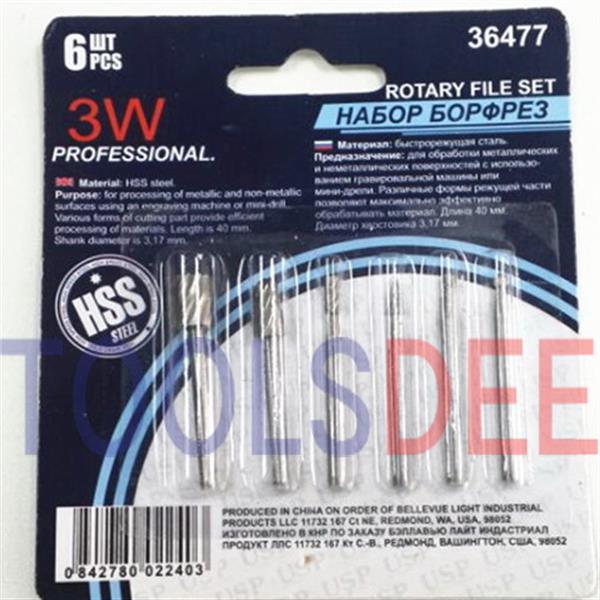 6 ШТ PCS
36477
ROTARY FILE SET
НАБОР БОРФРЕЗ
3W
PROFESSIONAL.
Material: HSS steel.
Purpose: for processing of metallic and non-metallic
surfaces using an engraving machine or mini-drill.
Various forms of cutting part provide efficient
processing of materials. Length is 40 mm.
Shank diameter is 3,17 mm.
Материал: быстрорежущая сталь.
Предназначение: для обработки металлических
и неметаллических поверхностей с использо-
ванием гравировальной машины или
мини-дрели. Различные формы режущей части
позволяют максимально эффективно
обрабатывать материал. Длина 40 мм.
Диаметр хвостовика 3,17 мм.
HSS
STEEL
TOOLSDEE
PRODUCED IN CHINA ON ORDER OF BELLEVUE LIGHT INDUSTRIAL
PRODUCTS LLC 11732 167 Ct NE, REDMOND, WA, USA, 98052
ИЗГОТОВЛЕНО В КНР ПО ЗАКАЗУ БЭЛЛАВЬЮ ЛАЙТ ИНДАСТРИАЛ
ПРОДУКТ ЛЛС 11732 167 Кт С.-В., РЕДМОНД, ВАШИНГТОН, США, 98052
0 842780 022403
USP USP USP USP